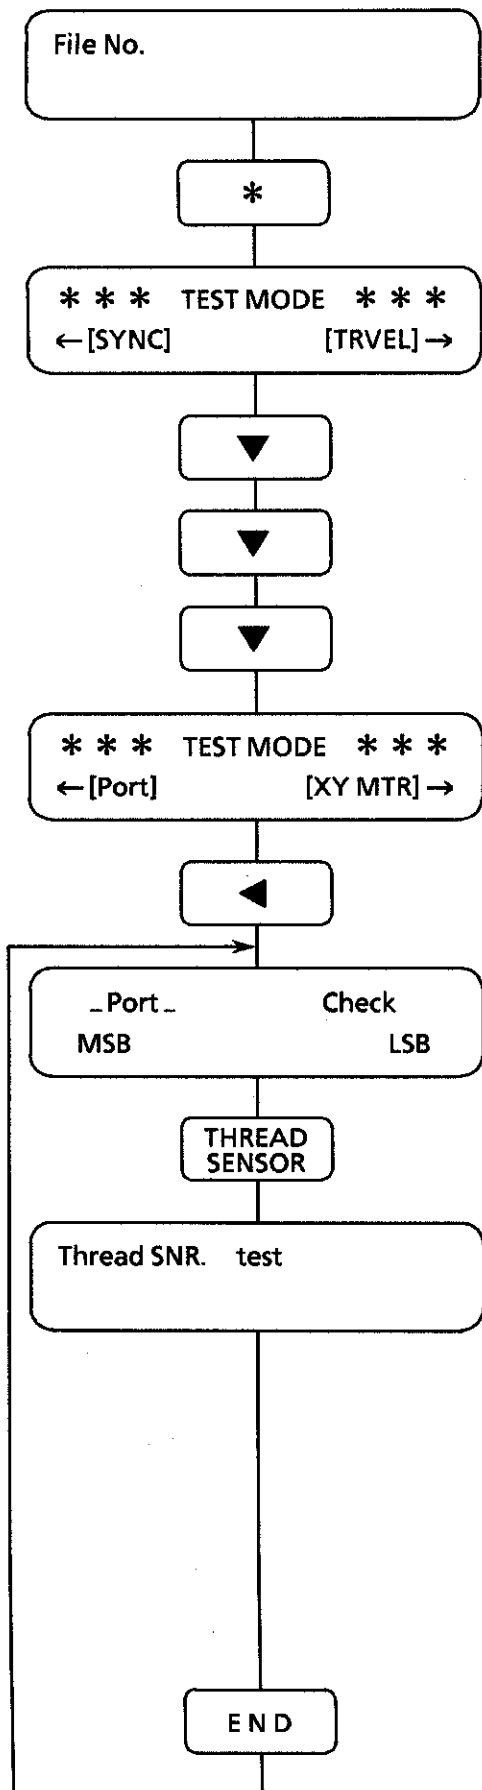 File No.
*
* * * TEST MODE * * *
←[SYNC] [TRVEL]→
▼
▼
▼
* * * TEST MODE * * *
←[Port] [XY MTR]→
◀
_Port_ Check
MSB LSB
THREAD
SENSOR
Thread SNR. test
END